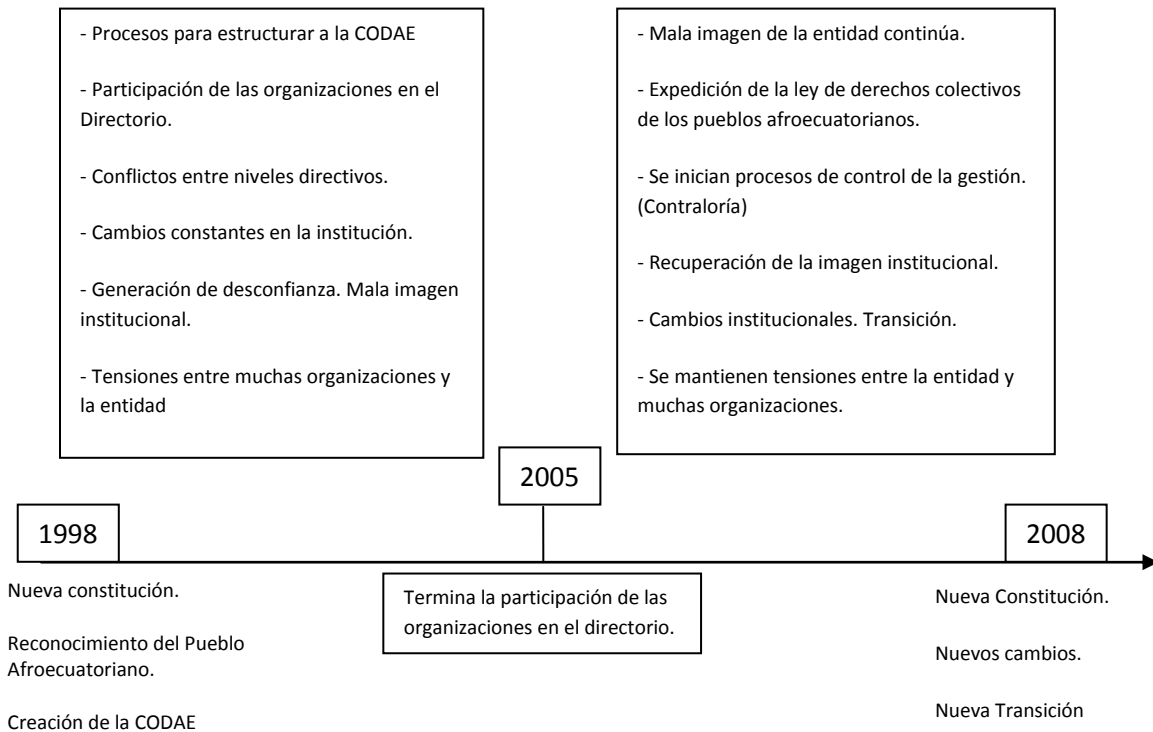 - Procesos para estructurar a la CODAE
- Participación de las organizaciones en el
Directorio.
- Conflictos entre niveles directivos.
- Cambios constantes en la institución.
- Generación de desconfianza. Mala imagen
institucional.
- Tensiones entre muchas organizaciones y
la entidad
- Mala imagen de la entidad continúa.
- Expedición de la ley de derechos colectivos
de los pueblos afroecuatorianos.
- Se inician procesos de control de la gestión.
(Contraloría)
- Recuperación de la imagen institucional.
- Cambios institucionales. Transición.
- Se mantienen tensiones entre la entidad y
muchas organizaciones.
2005
1998
2008
Nueva constitución.
Reconocimiento del Pueblo
Afroecuatoriano.
Creación de la CODAE
Termina la participación de las
organizaciones en el directorio.
Nueva Constitución.
Nuevos cambios.
Nueva Transición